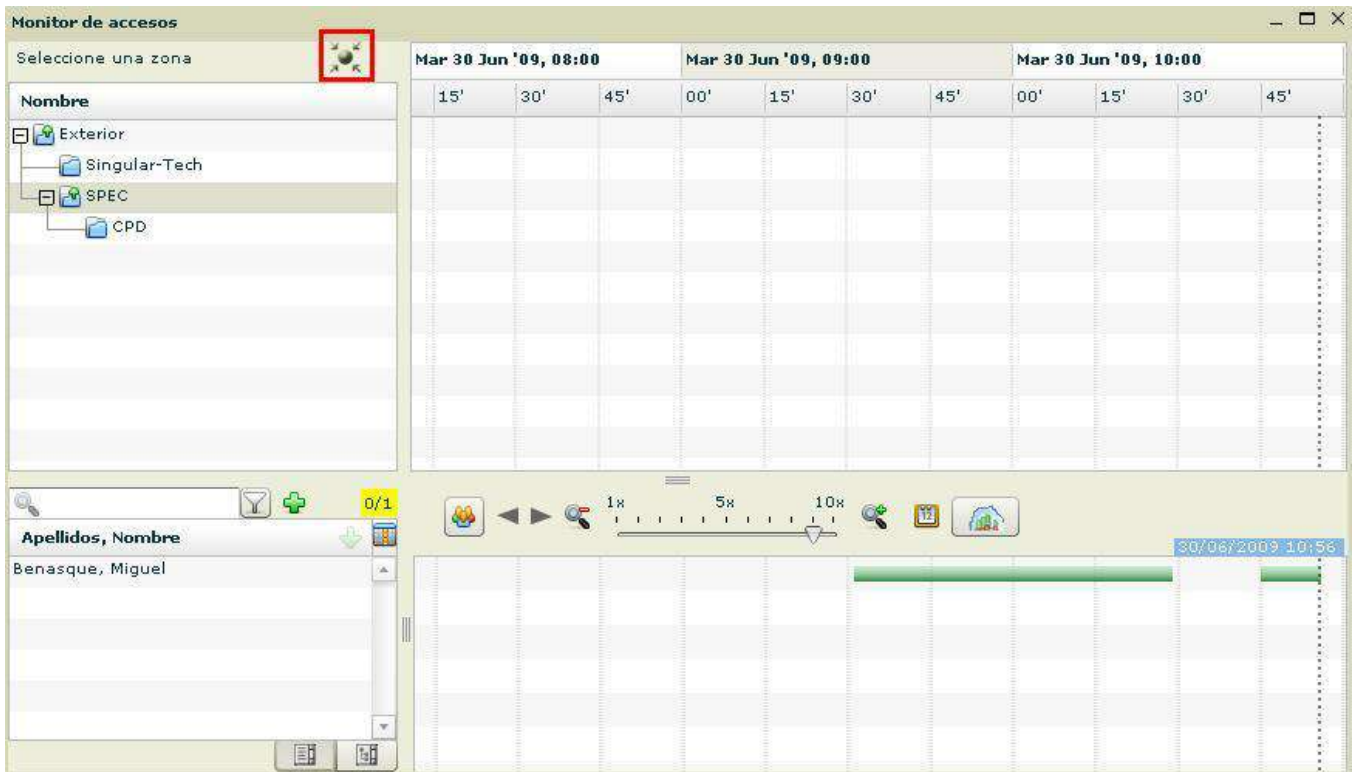 Monitor de accesos
Seleccione una zona
Mar 30 Jun '09, 08:00 Mar 30 Jun '09, 09:00 Mar 30 Jun '09, 10:00
Nombre
15' 30' 45' 00' 15' 30' 45' 00' 15' 30' 45'
Exterior
Singular-Tech
SPEC
CPD
0/1
1x 5x 10x
12
Apellidos, Nombre
30/06/2009 10:56
Benasque, Miguel